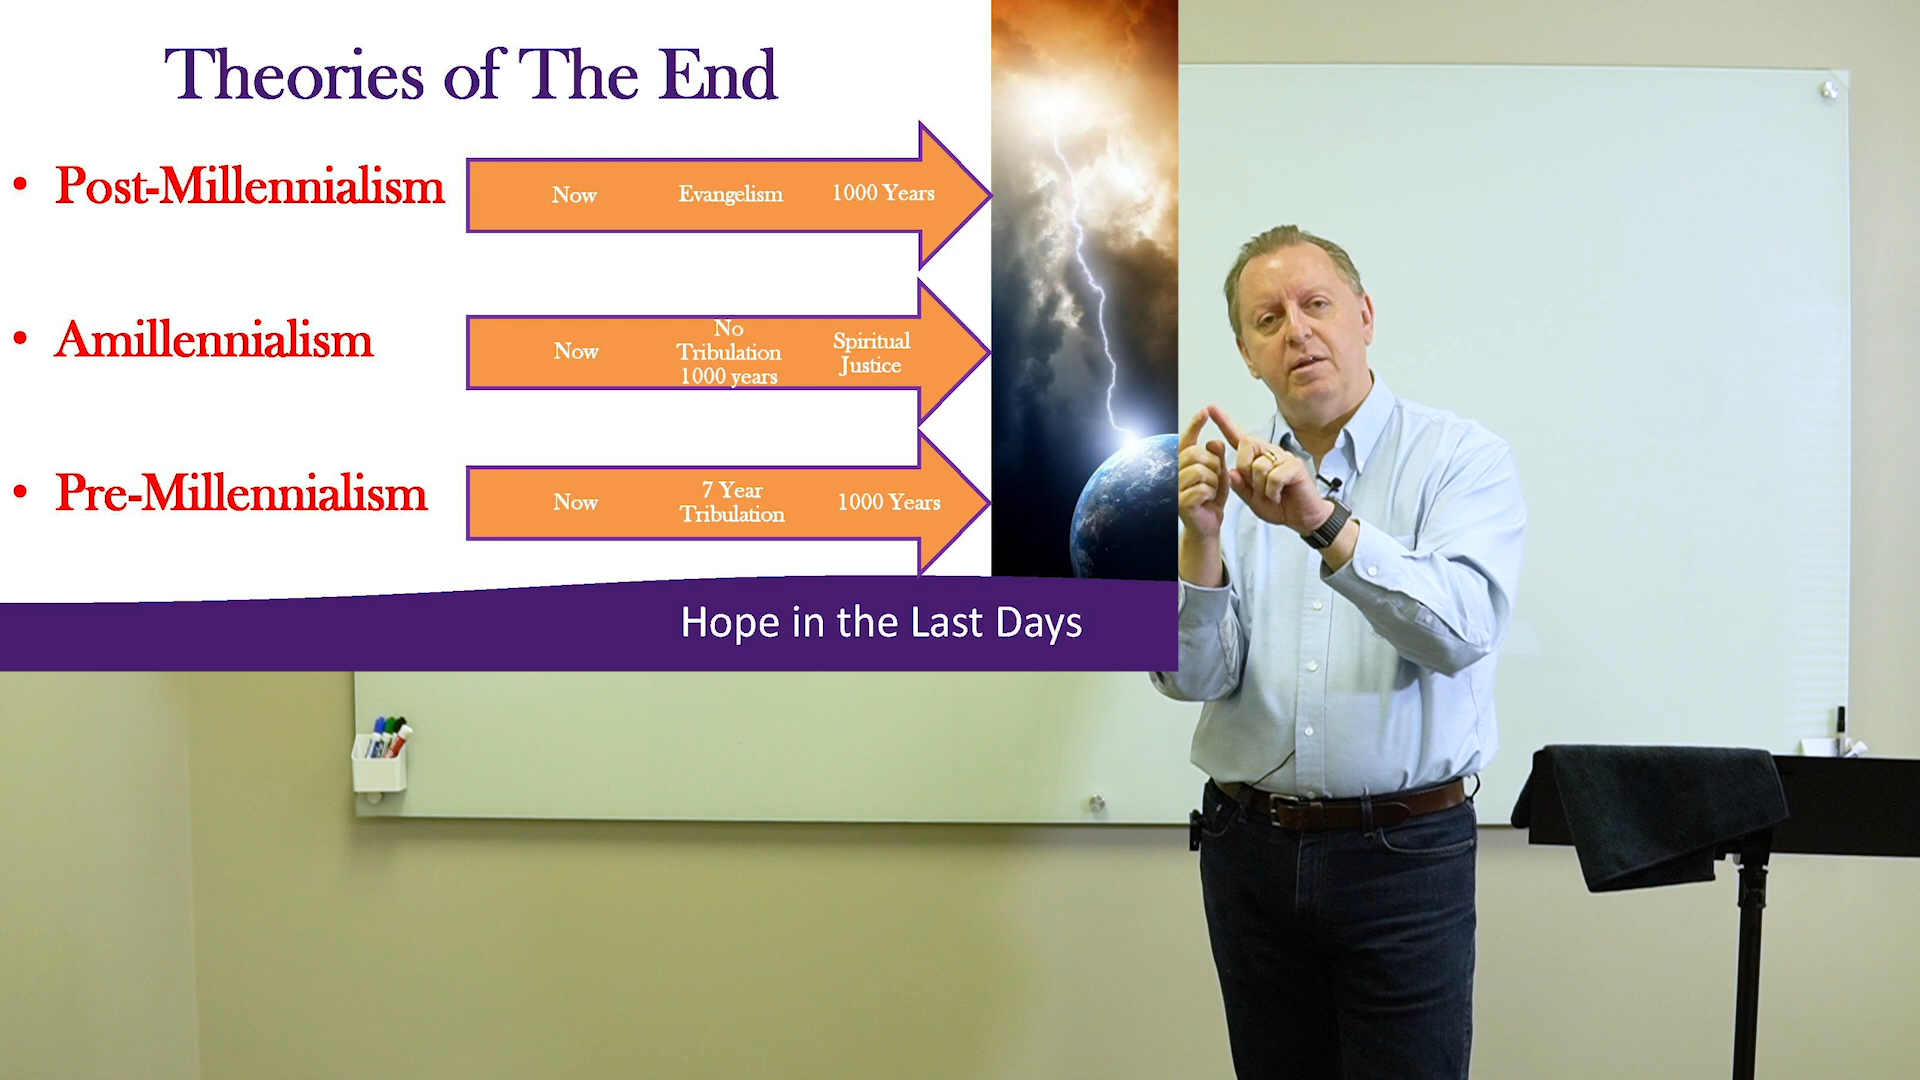 Theories of The End
• Post-Millennialism
Now
Evangelism
1000 Years
• Amillennialism
Now
No
Tribulation
1000 years
Spiritual
Justice
• Pre-Millennialism
Now
7 Year
Tribulation
1000 Years
Hope in the Last Days